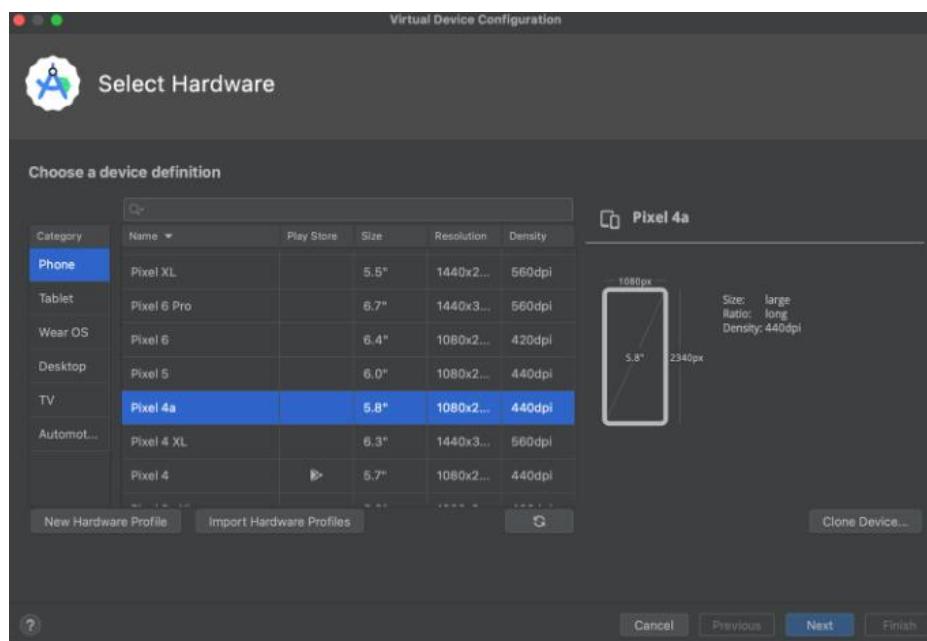 Virtual Device Configuration
Select Hardware
Choose a device definition
Category
Name Play Store Size Resolution Density
Phone
Tablet
Wear OS
Desktop
TV
Automot...
Pixel XL 5.5" 1440x2... 560dpi
Pixel 6 Pro 6.7" 1440x3... 560dpi
Pixel 6 6.4" 1080x2... 420dpi
Pixel 5 6.0" 1080x2... 440dpi
Pixel 4a 5.8" 1080x2... 440dpi
Pixel 4 XL 6.3" 1440x3... 560dpi
Pixel 4 5.7" 1080x2... 440dpi
New Hardware Profile Import Hardware Profiles
Pixel 4a
1080px
5.8" 2340px
Size: large
Ratio: long
Density: 440dpi
Clone Device...
? Cancel Previous Next Finish